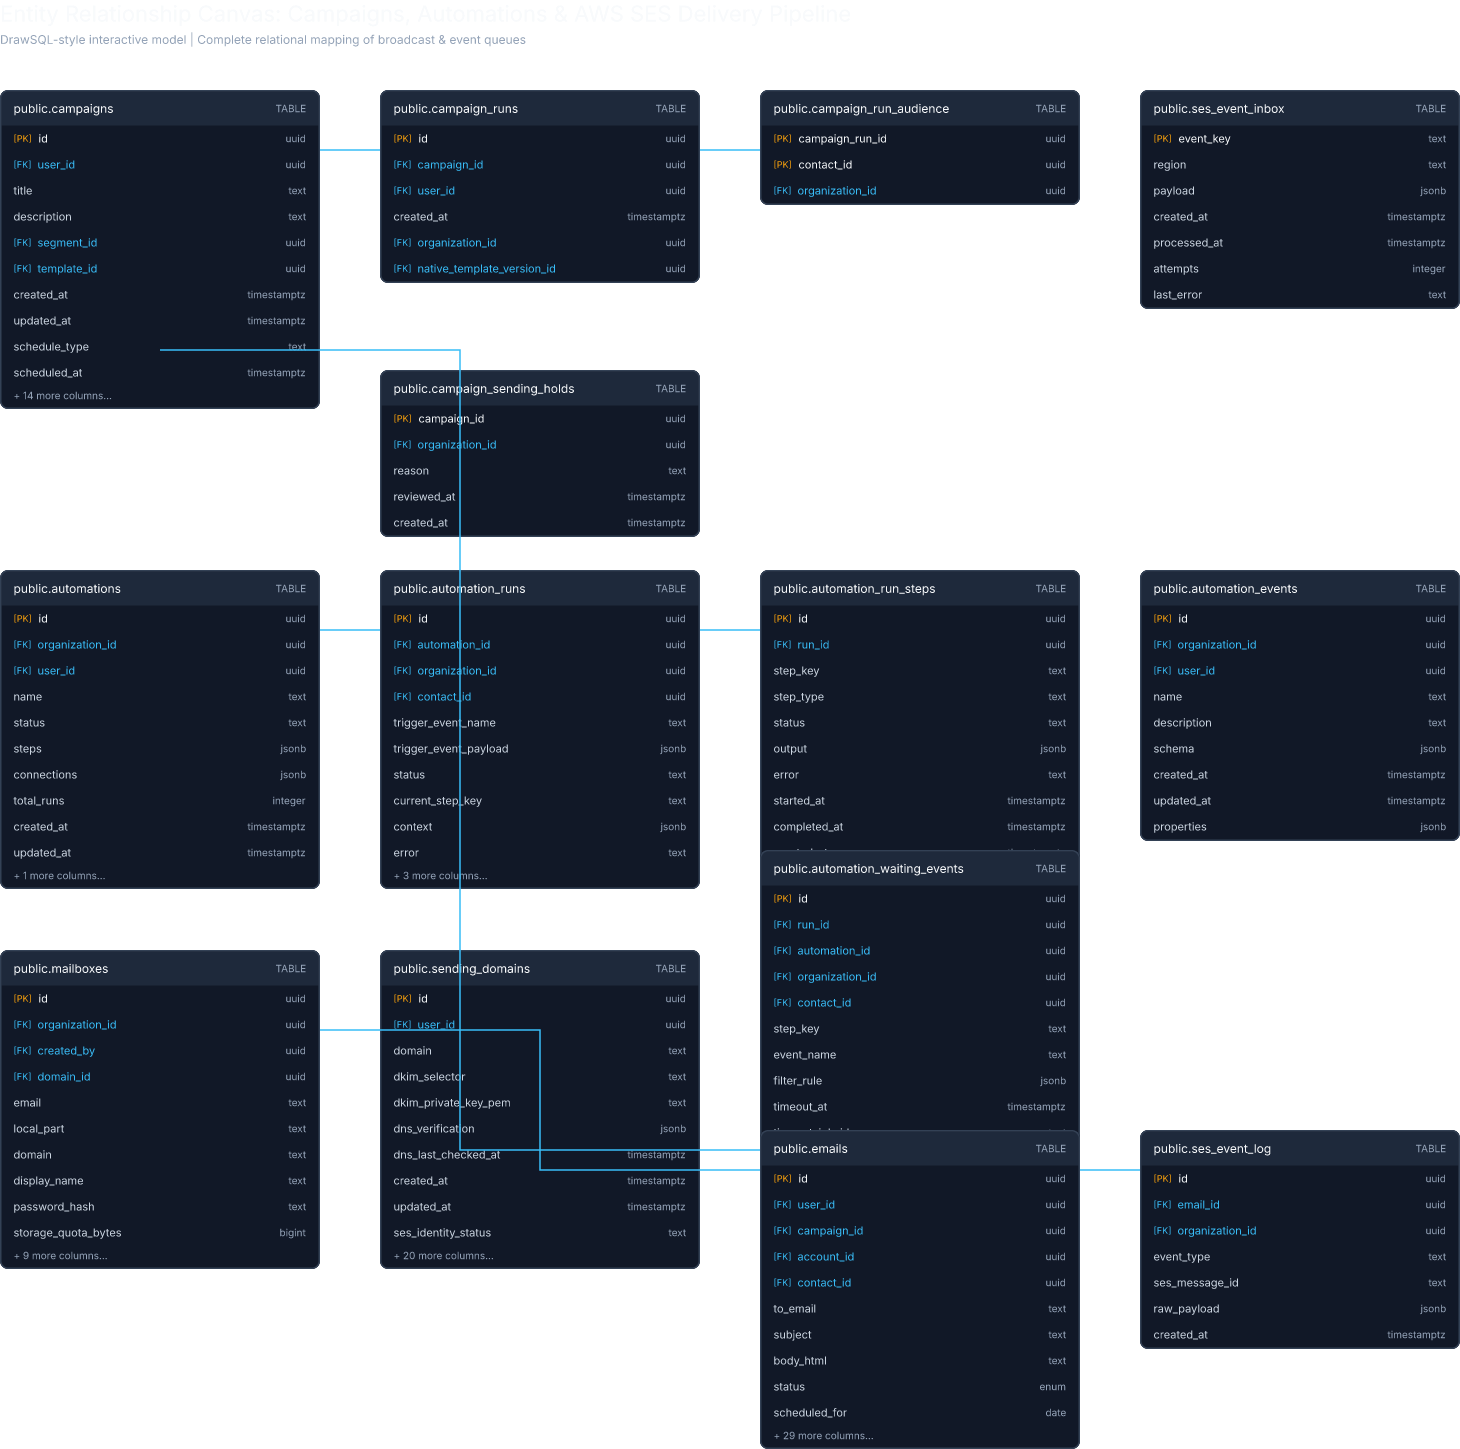 Entity Relationship Canvas: Campaigns, Automations & AWS SES Delivery Pipeline
DrawSQL-style interactive model | Complete relational mapping of broadcast & event queues
public.campaigns TABLE
[PK] id uuid
[FK] user_id uuid
title text
description text
[FK] segment_id uuid
[FK] template_id uuid
created_at timestamptz
updated_at timestamptz
schedule_type text
scheduled_at timestamptz
+ 14 more columns...
public.campaign_runs TABLE
[PK] id uuid
[FK] campaign_id uuid
[FK] user_id uuid
created_at timestamptz
[FK] organization_id uuid
[FK] native_template_version_id uuid
public.campaign_run_audience TABLE
[PK] campaign_run_id uuid
[PK] contact_id uuid
[FK] organization_id uuid
public.ses_event_inbox TABLE
[PK] event_key text
region text
payload jsonb
created_at timestamptz
processed_at timestamptz
attempts integer
last_error text
public.campaign_sending_holds TABLE
[PK] campaign_id uuid
[FK] organization_id uuid
reason text
reviewed_at timestamptz
created_at timestamptz
public.automations TABLE
[PK] id uuid
[FK] organization_id uuid
[FK] user_id uuid
name text
status text
steps jsonb
connections jsonb
total_runs integer
created_at timestamptz
updated_at timestamptz
+ 1 more columns...
public.automation_runs TABLE
[PK] id uuid
[FK] automation_id uuid
[FK] organization_id uuid
[FK] contact_id uuid
trigger_event_name text
trigger_event_payload jsonb
status text
current_step_key text
context jsonb
error text
+ 3 more columns...
public.automation_run_steps TABLE
[PK] id uuid
[FK] run_id uuid
step_key text
step_type text
status text
output jsonb
error text
started_at timestamptz
completed_at timestamptz
public.automation_events TABLE
[PK] id uuid
[FK] organization_id uuid
[FK] user_id uuid
name text
description text
schema jsonb
created_at timestamptz
updated_at timestamptz
properties jsonb
public.automation_waiting_events TABLE
[PK] id uuid
[FK] run_id uuid
[FK] automation_id uuid
[FK] organization_id uuid
[FK] contact_id uuid
step_key text
event_name text
filter_rule jsonb
timeout_at timestamptz
public.mailboxes TABLE
[PK] id uuid
[FK] organization_id uuid
[FK] created_by uuid
[FK] domain_id uuid
email text
local_part text
domain text
display_name text
password_hash text
storage_quota_bytes bigint
+ 9 more columns...
public.sending_domains TABLE
[PK] id uuid
[FK] user_id uuid
domain text
dkim_selector text
dkim_private_key_pem text
dns_verification jsonb
dns_last_checked_at timestamptz
created_at timestamptz
updated_at timestamptz
ses_identity_status text
+ 20 more columns...
public.emails TABLE
[PK] id uuid
[FK] user_id uuid
[FK] campaign_id uuid
[FK] account_id uuid
[FK] contact_id uuid
to_email text
subject text
body_html text
status enum
scheduled_for date
+ 29 more columns...
public.ses_event_log TABLE
[PK] id uuid
[FK] email_id uuid
[FK] organization_id uuid
event_type text
ses_message_id text
raw_payload jsonb
created_at timestamptz